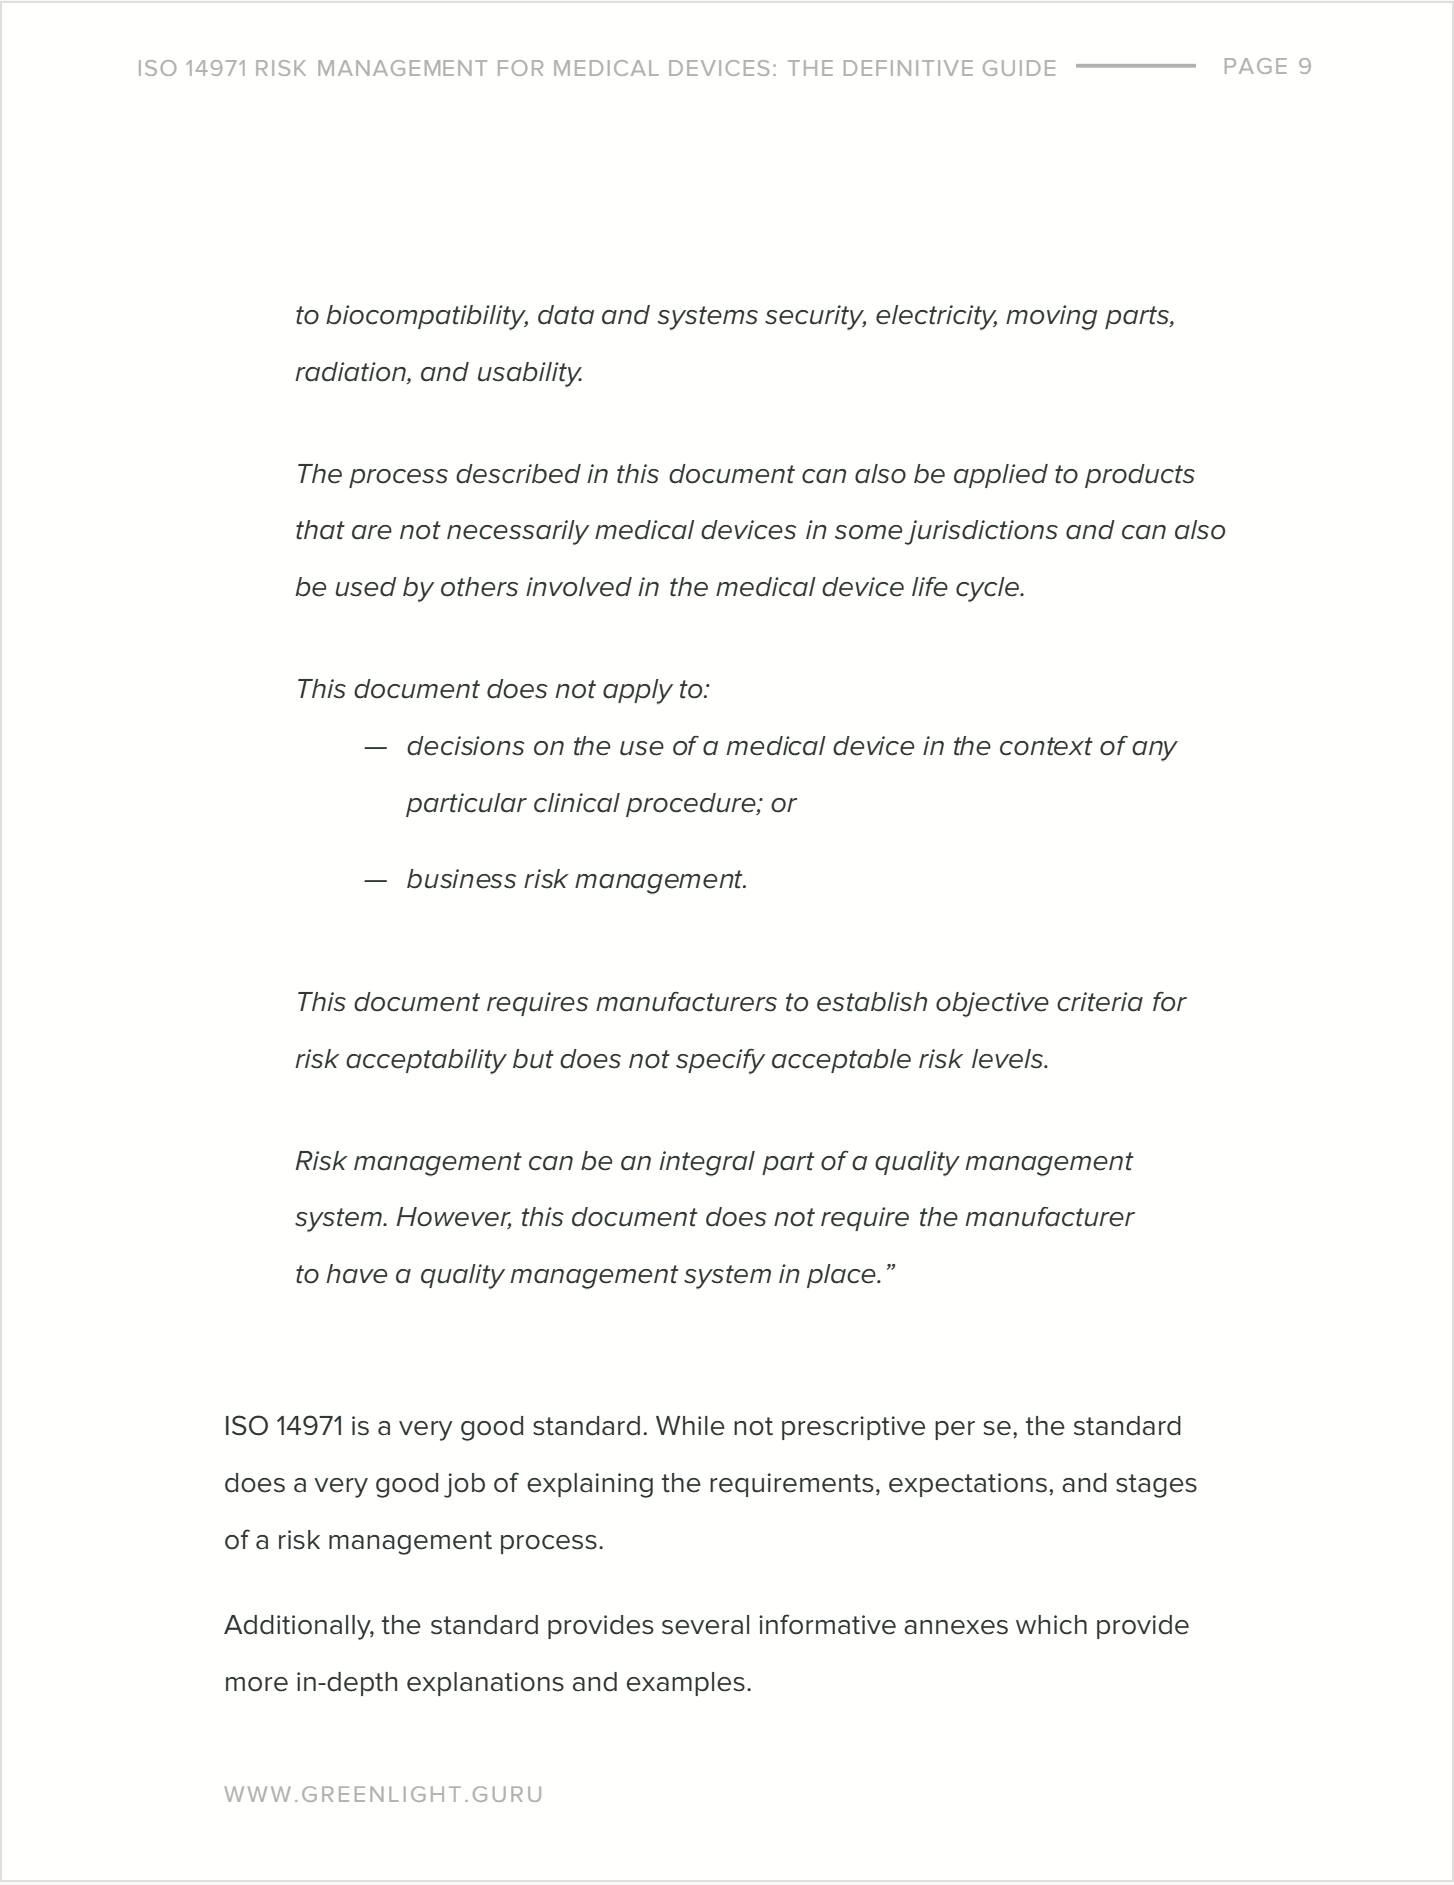 ISO 14971 RISK MANAGEMENT FOR MEDICAL DEVICES: THE DEFINITIVE GUIDE PAGE 9
to biocompatibility, data and systems security, electricity, moving parts,
radiation, and usability.
The process described in this document can also be applied to products
that are not necessarily medical devices in some jurisdictions and can also
be used by others involved in the medical device life cycle.
This document does not apply to:
— decisions on the use of a medical device in the context of any
particular clinical procedure; or
— business risk management.
This document requires manufacturers to establish objective criteria for
risk acceptability but does not specify acceptable risk levels.
Risk management can be an integral part of a quality management
system. However, this document does not require the manufacturer
to have a quality management system in place.”
ISO 14971 is a very good standard. While not prescriptive per se, the standard
does a very good job of explaining the requirements, expectations, and stages
of a risk management process.
Additionally, the standard provides several informative annexes which provide
more in-depth explanations and examples.
WWW.GREENLIGHT.GURU